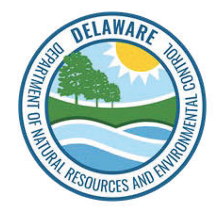 DELAWARE
DEPARTMENT OF NATURAL RESOURCES AND ENVIRONMENTAL CONTROL